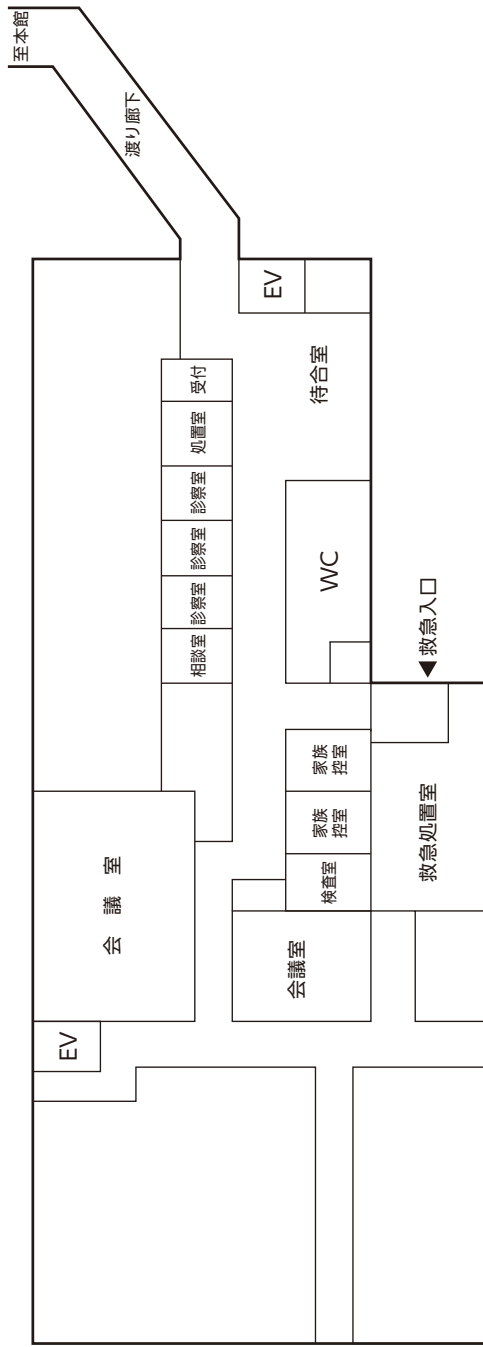 至本館
渡り廊下
EV
待合室
受付
処置室
診察室
診察室
診察室
相談室
WC
救急入口
家族
控室
家族
控室
検査室
救急処置室
会議室
会議室
EV